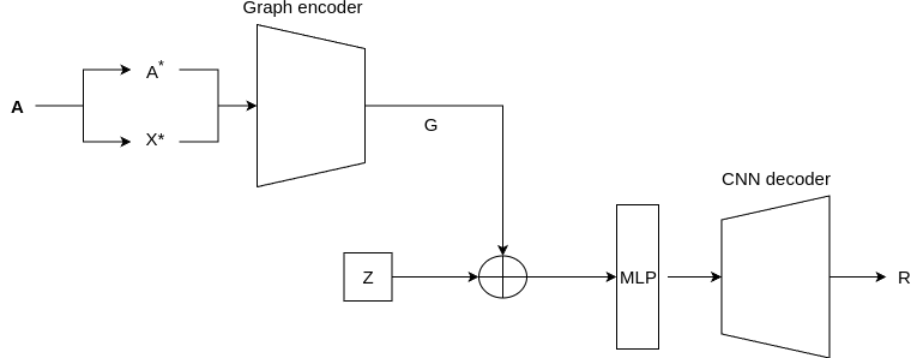 Graph encoder
A
A*
X*
G
CNN decoder
Z
MLP
R